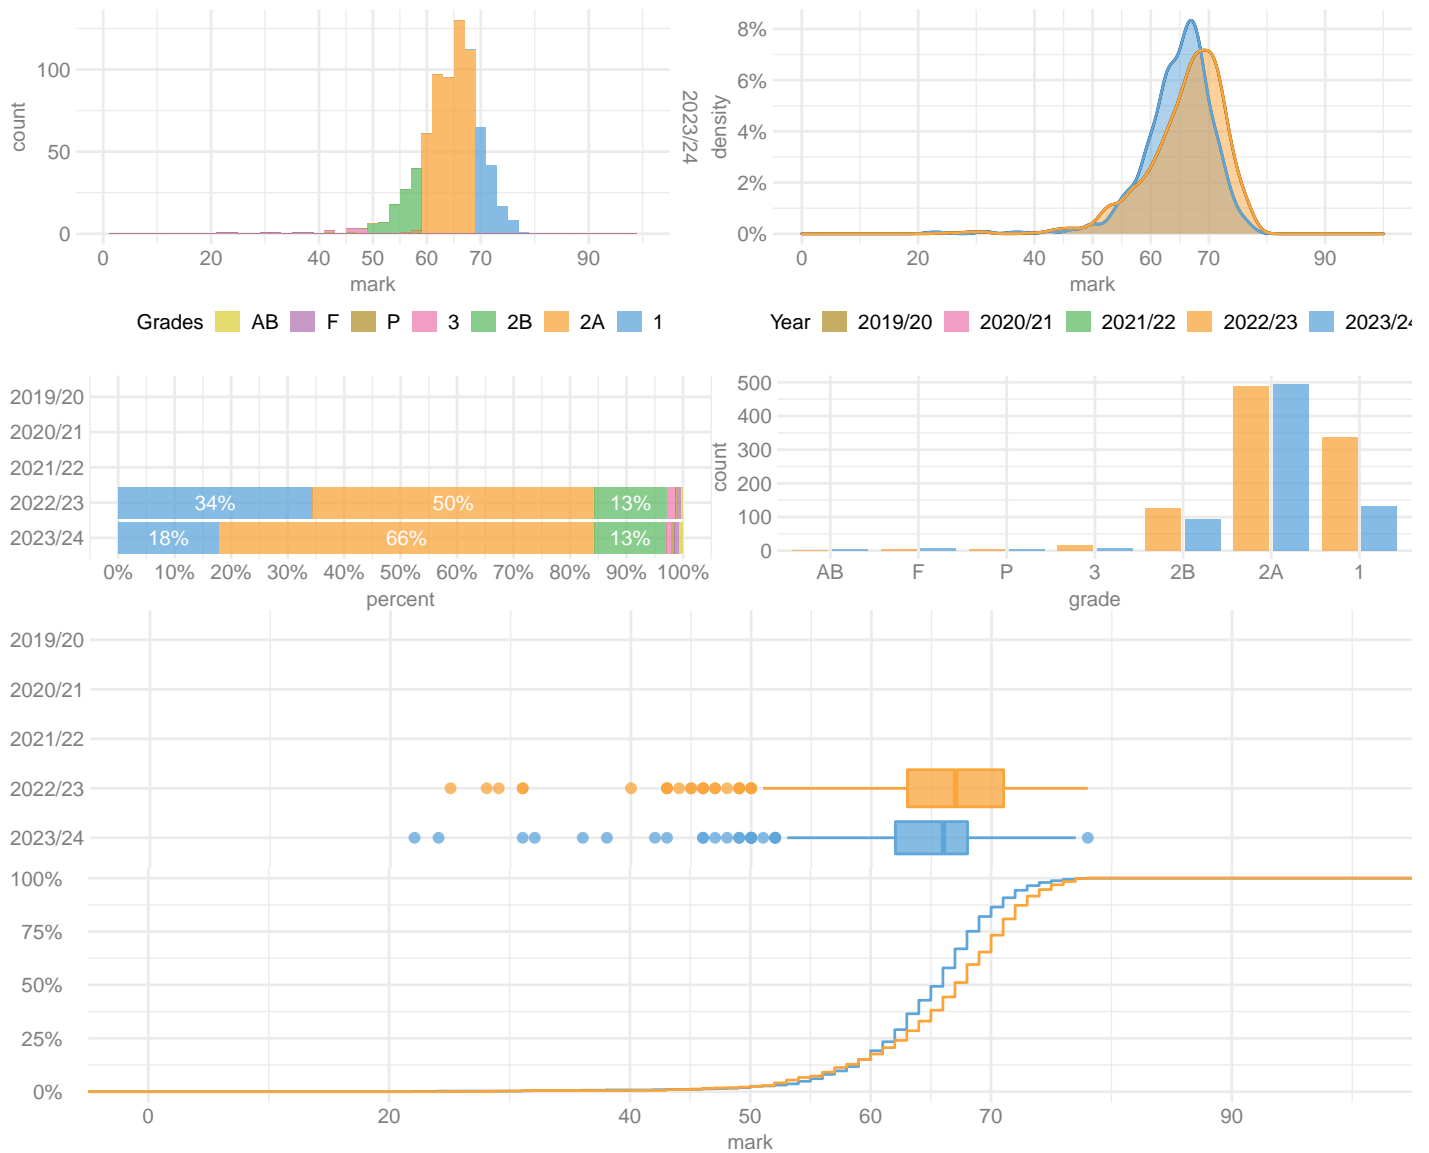 100
50
0
count
0 20 40 50 60 70 90
mark
2023/24
Grades AB F P 3 2B 2A 1
8%
6%
4%
2%
0%
density
0 20 40 50 60 70 90
mark
Year 2019/20 2020/21 2021/22 2022/23 2023/24
2019/20
2020/21
2021/22
2022/23 34% 50% 13%
2023/24 18% 66% 13%
0% 10% 20% 30% 40% 50% 60% 70% 80% 90% 100%
percent
500
400
300
200
100
0
count
AB F P 3 2B 2A 1
grade
2019/20
2020/21
2021/22
2022/23
2023/24
100%
75%
50%
25%
0%
0 20 40 50 60 70 90
mark